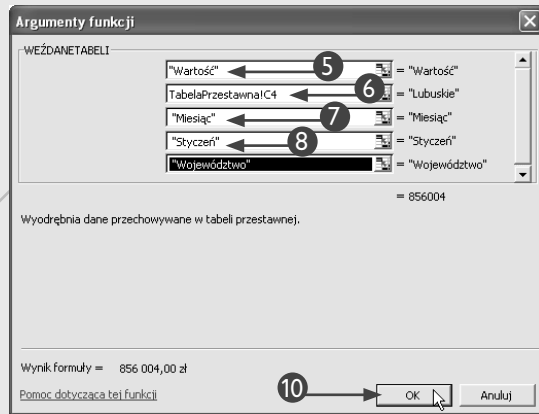 Argumenty funkcji
WEŹDANETABELI
"Wartość" 5 = "Wartość"
TabelaPrzestawna!C4 6 = "Lubuskie"
"Miesiąc" 7 = "Miesiąc"
"Styczeń" 8 = "Styczeń"
"Województwo" = "Województwo"
= 856004
Wyodrębnia dane przechowywane w tabeli przestawnej.
Wynik formuły = 856 004,00 zł
Pomoc dotycząca tej funkcji 10 OK Anuluj